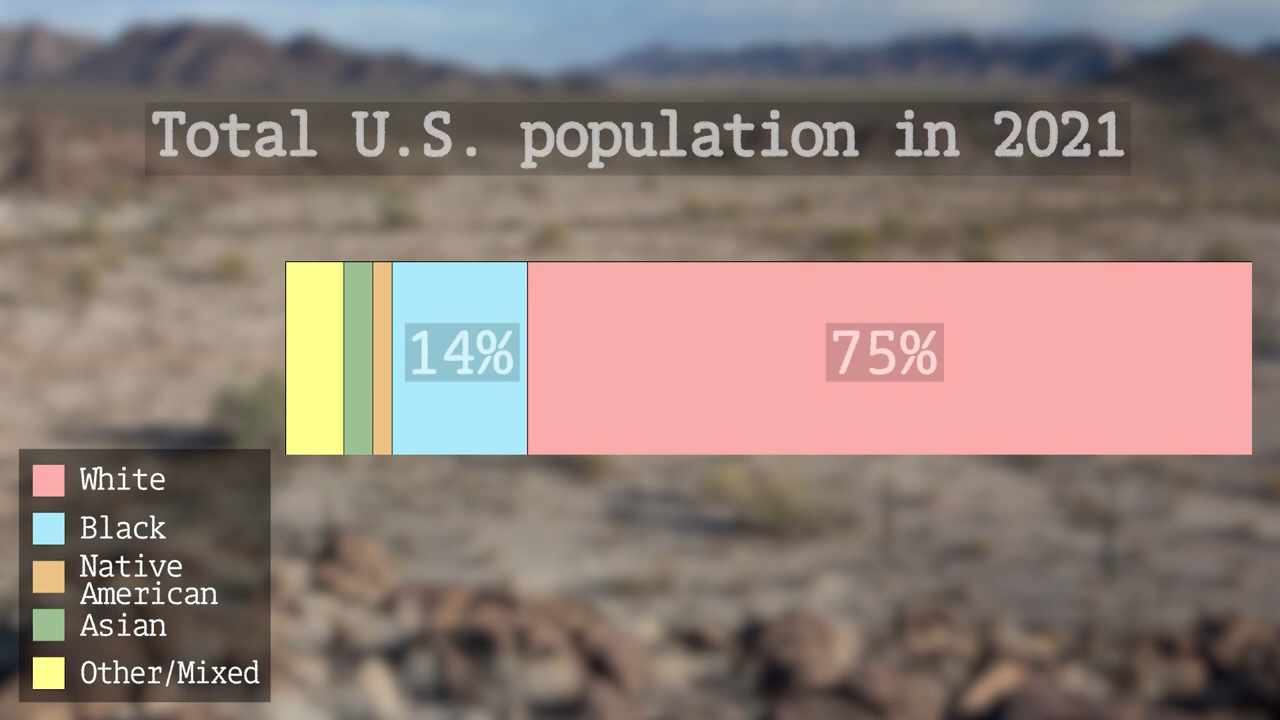 Total U.S. population in 2021
14%
75%
White
Black
Native
American
Asian
Other/Mixed